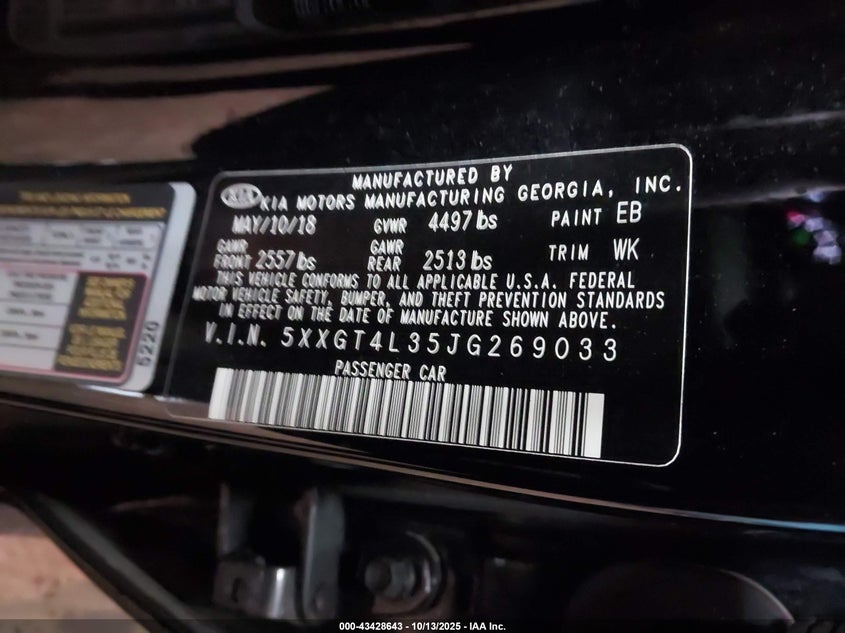 MANUFACTURED BY
KIA KIA MOTORS MANUFACTURING GEORGIA, INC.
MAY/10/18 GVWR 4497 lbs PAINT EB
GAWR FRONT 2557 lbs GAWR REAR 2513 lbs TRIM WK
THIS VEHICLE CONFORMS TO ALL APPLICABLE U.S.A. FEDERAL
MOTOR VEHICLE SAFETY, BUMPER, AND THEFT PREVENTION STANDARDS
IN EFFECT ON THE DATE OF MANUFACTURE SHOWN ABOVE.
V.I.N. 5XXGT4L35JG269033
PASSENGER CAR
5220
000-43428643 - 10/13/2025 - IAA Inc.